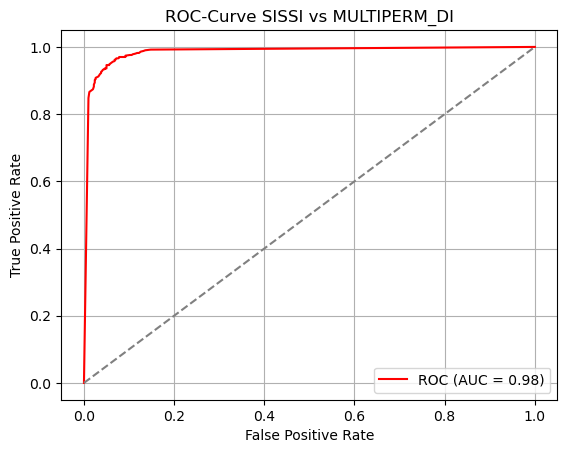 ROC-Curve SISSI vs MULTIPERM_DI
True Positive Rate
1.0
0.8
0.6
0.4
0.2
0.0
ROC (AUC = 0.98)
0.0 0.2 0.4 0.6 0.8 1.0
False Positive Rate